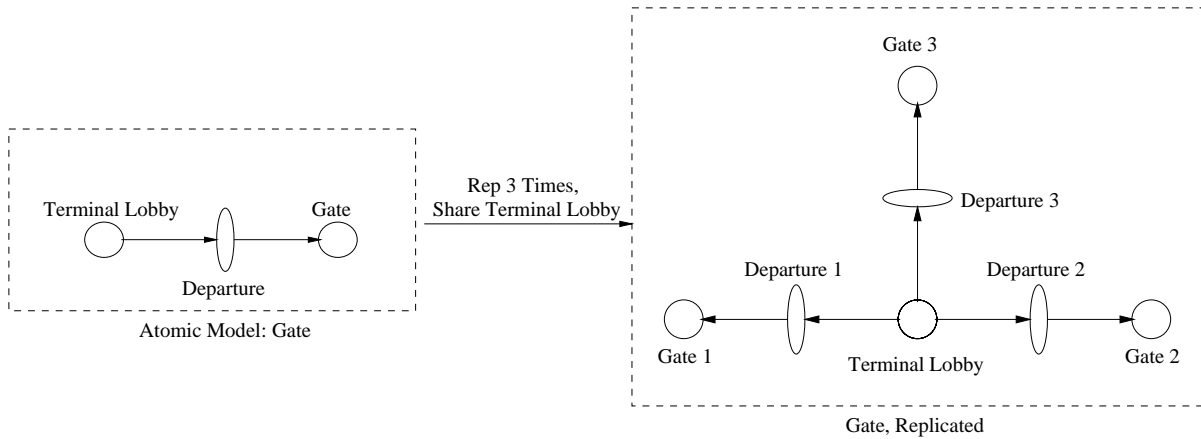 Terminal Lobby
Gate
Departure
Atomic Model: Gate
Rep 3 Times,
Share Terminal Lobby
Gate 3
Departure 3
Departure 1
Departure 2
Gate 1
Terminal Lobby
Gate 2
Gate, Replicated